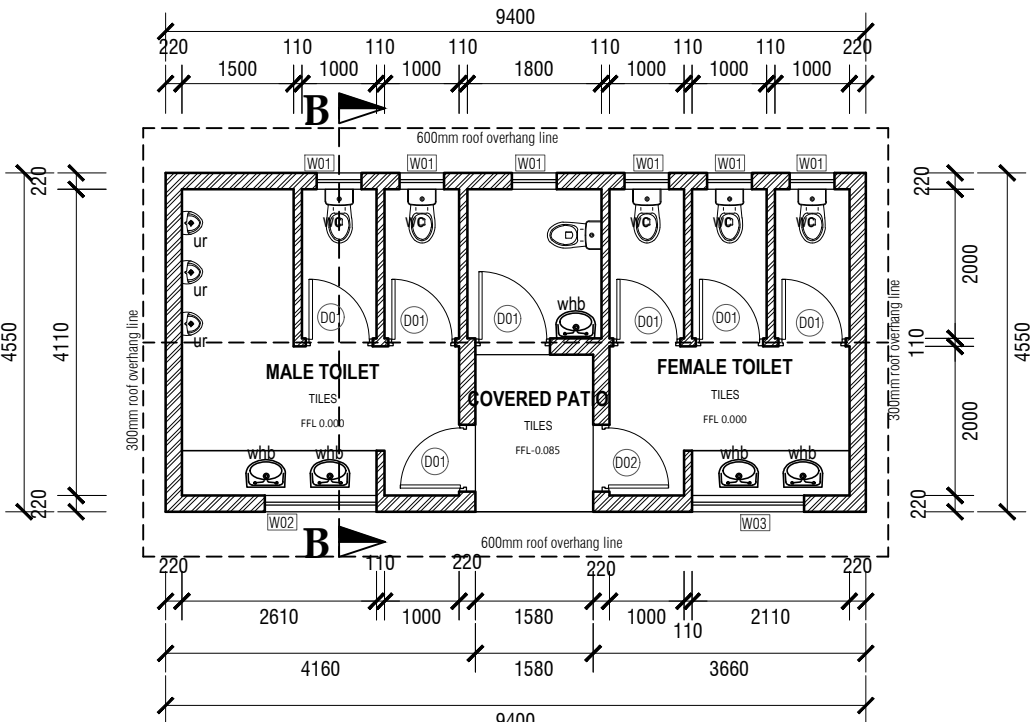 9400
220 110 110 110 110 110 110 220
1500 1000 1000 1800 1000 1000 1000
B
600mm roof overhang line
W01 W01 W01 W01 W01 W01
220 220
wc wc wc wc wc
ur
ur
ur
2000
whb
D01 D01 D01 D01 D01
300mm roof overhang line
300mm roof overhang line
4550 4110 110 4550
MALE TOILET
TILES
FFL 0.000
COVERED PATIO
TILES
FFL-0.085
FEMALE TOILET
TILES
FFL 0.000
2000
whb whb whb whb
D01 D02
220 220
W02 W03
B
600mm roof overhang line
220 110 220 220 220
2610 1000 1580 1000 110 2110
4160 1580 3660
9400